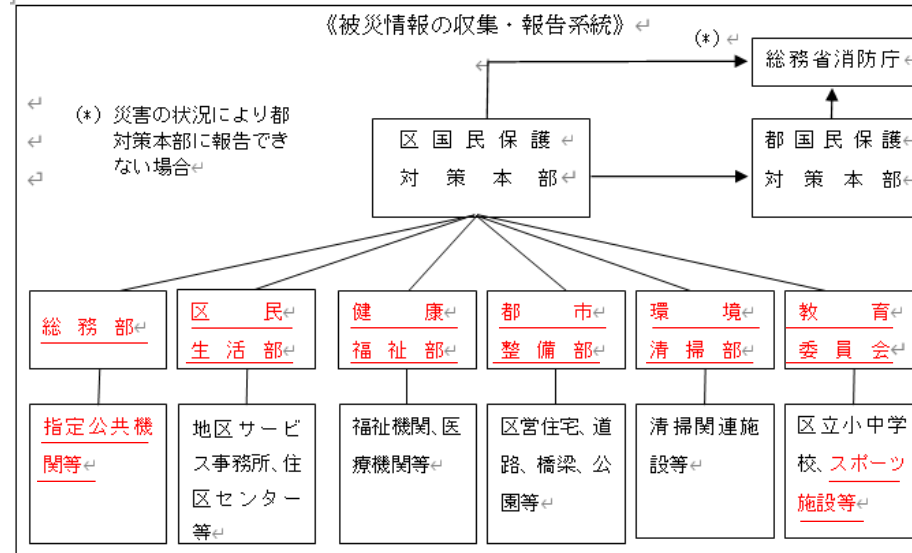 《被災情報の収集・報告系統》
(*)
総務省消防庁
(*) 災害の状況により都
対策本部に報告でき
ない場合
区国民保護
対策本部
都国民保護
対策本部
総務部
区民
生活部
健康
福祉部
都市
整備部
環境
清掃部
教育
委員会
指定公共機
関等
地区サービ
ス事務所、住
区センター
等
福祉機関、医
療機関等
区営住宅、道
路、橋梁、公
園等
清掃関連施
設等
区立小中学
校、スポーツ
施設等